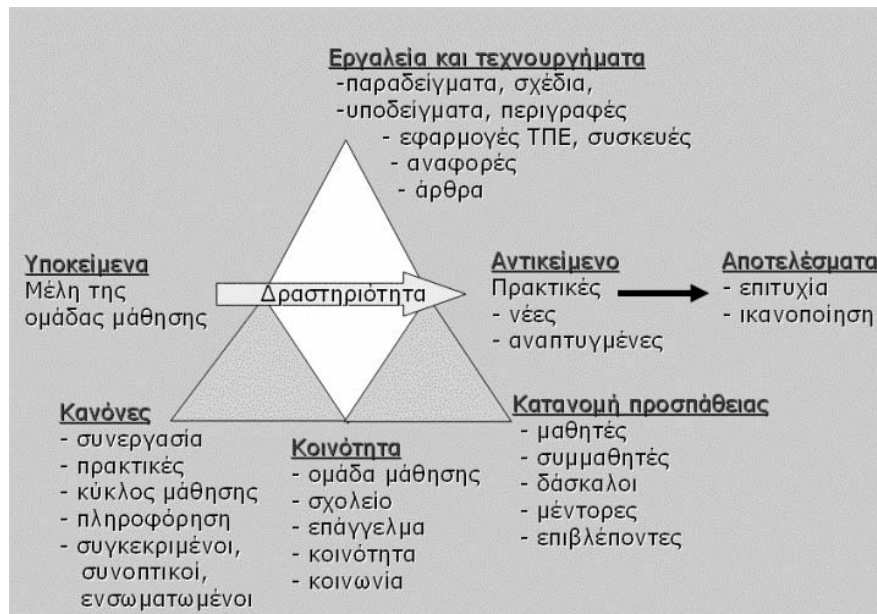 Εργαλεία και τεχνουργήματα
-παραδείγματα, σχέδια,
-υποδείγματα, περιγραφές
- εφαρμογές ΤΠΕ, συσκευές
- αναφορές
- άρθρα
Υποκείμενα
Μέλη της
ομάδας μάθησης
Δραστηριότητα
Αντικείμενο
Πρακτικές
- νέες
- αναπτυγμένες
Αποτελέσματα
- επιτυχία
- ικανοποίηση
Κανόνες
- συνεργασία
- πρακτικές
- κύκλος μάθησης
- πληροφόρηση
- συγκεκριμένοι,
συνοπτικοί,
ενσωματωμένοι
Κοινότητα
- ομάδα μάθησης
- σχολείο
- επάγγελμα
- κοινότητα
- κοινωνία
Κατανομή προσπάθειας
- μαθητές
- συμμαθητές
- δάσκαλοι
- μέντορες
- επιβλέποντες